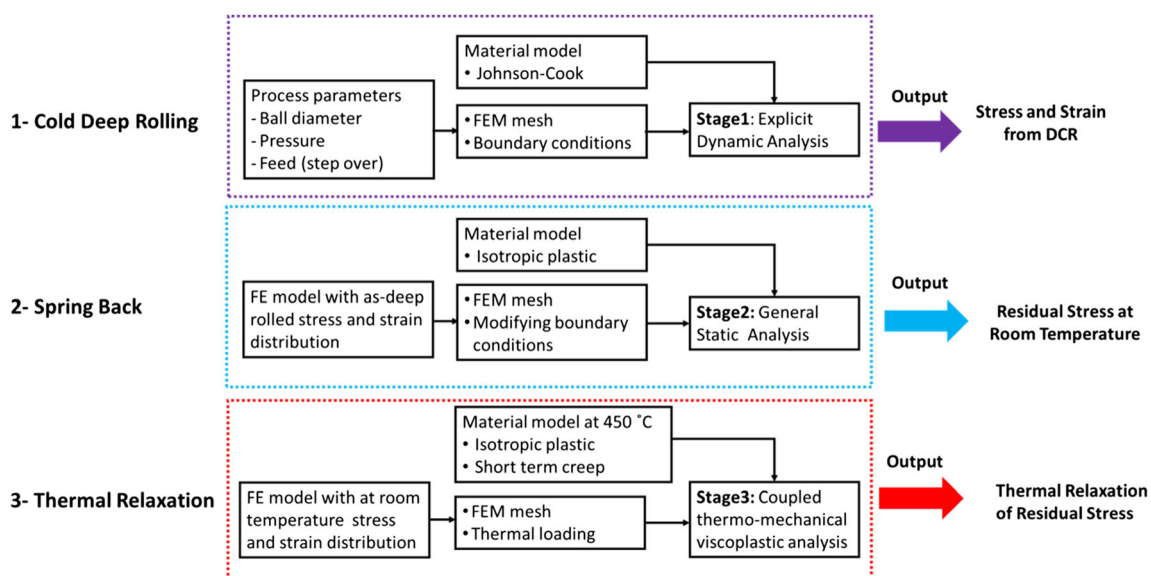 1- Cold Deep Rolling
Process parameters
- Ball diameter
- Pressure
- Feed (step over)
Material model
• Johnson-Cook
•FEM mesh
•Boundary conditions
Stage1: Explicit
Dynamic Analysis
Output
Stress and Strain
from DCR
2- Spring Back
FE model with as-deep
rolled stress and strain
distribution
Material model
• Isotropic plastic
•FEM mesh
•Modifying boundary
conditions
Stage2: General
Static Analysis
Output
Residual Stress at
Room Temperature
3- Thermal Relaxation
FE model with at room
temperature stress
and strain distribution
Material model at 450 ˚C
• Isotropic plastic
• Short term creep
•FEM mesh
•Thermal loading
Stage3: Coupled
thermo-mechanical
viscoplastic analysis
Output
Thermal Relaxation
of Residual Stress